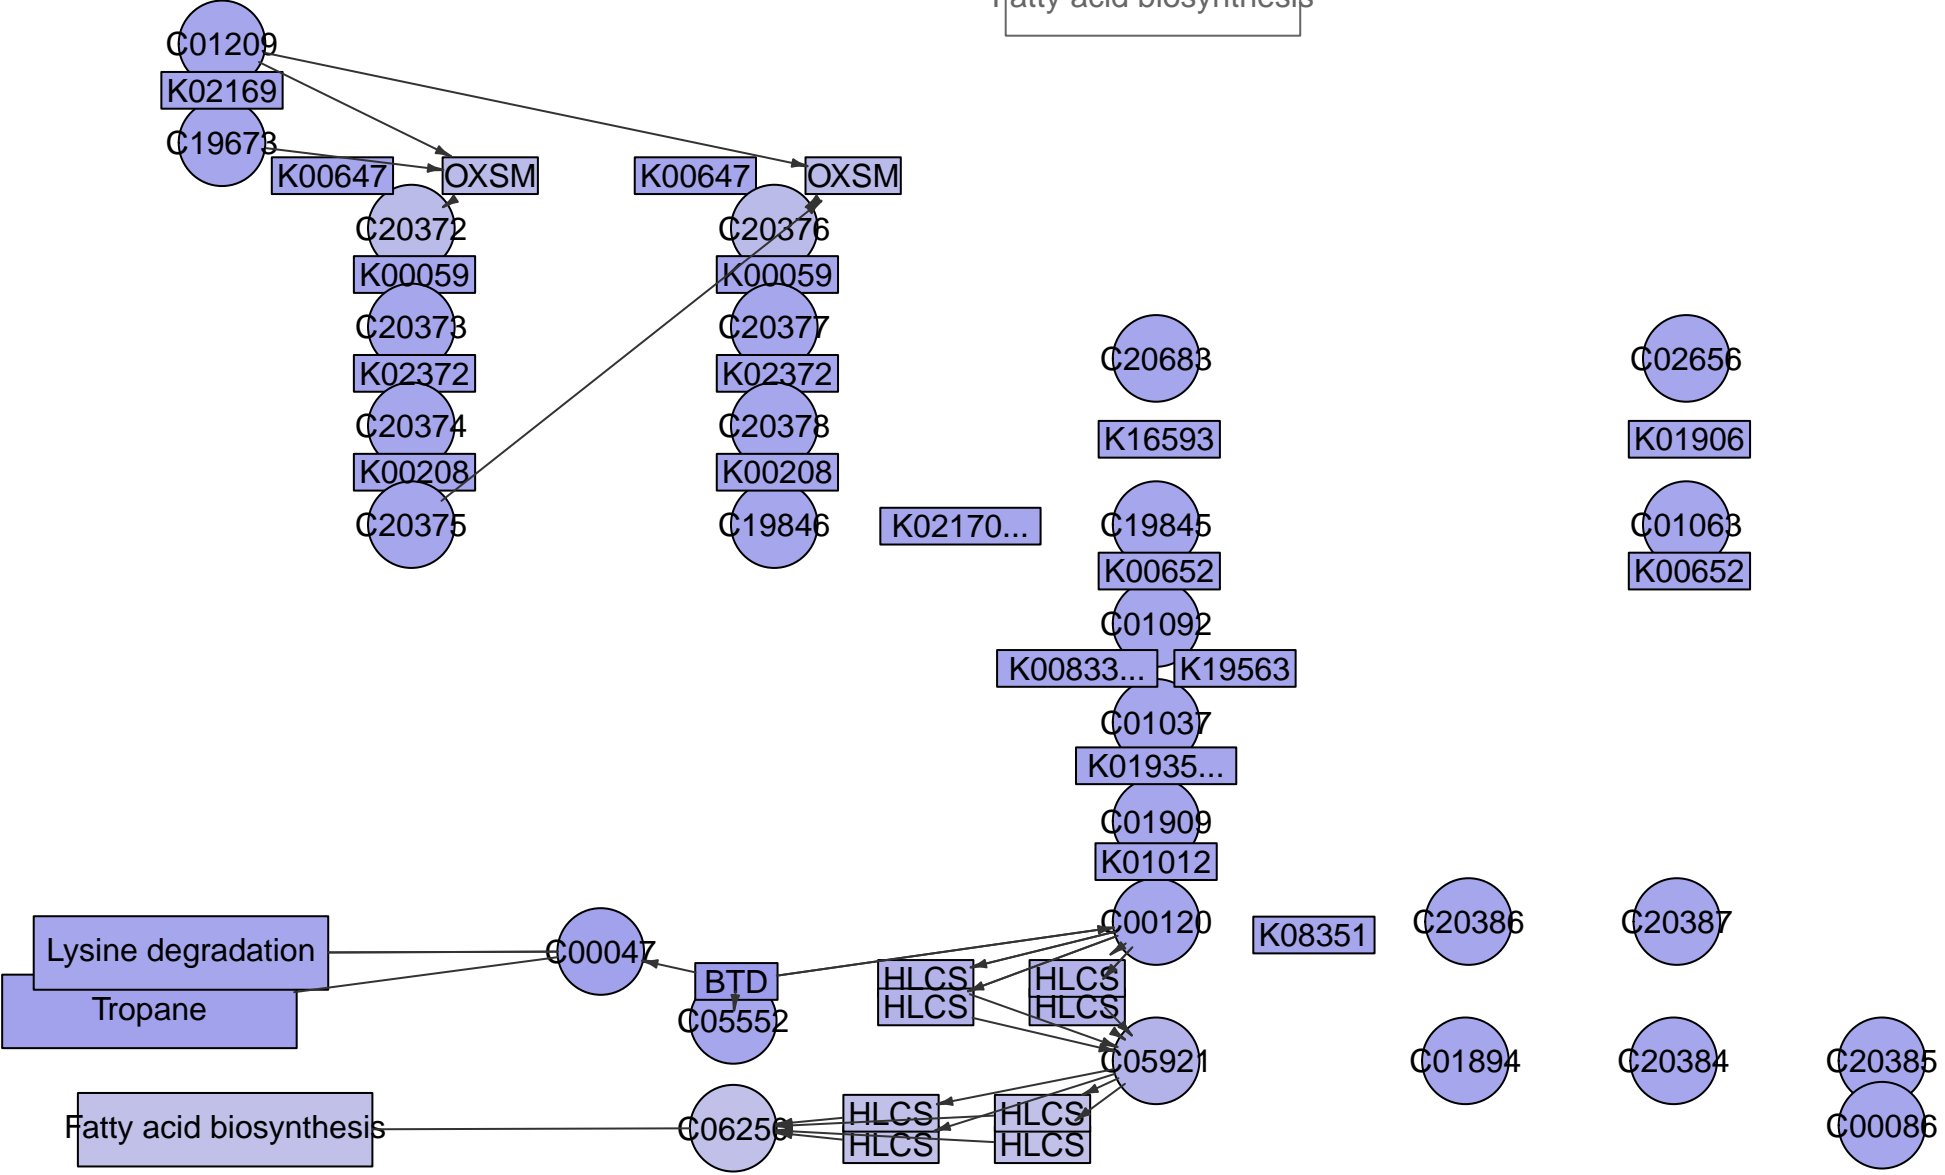 Fatty acid biosynthesis
C01209
K02169
C19673
K00647
OXSM
K00647
OXSM
C20372
C20376
K00059
K00059
C20373
C20377
K02372
K02372
C20683
C02656
C20374
C20378
K16593
K01906
K00208
K00208
C20375
C19846
K02170...
C19845
C01063
K00652
K00652
C01092
K00833...
K19563
C01037
K01935...
C01909
K01012
C00120
K08351
C20386
C20387
Lysine degradation
C00047
BTD
HLCS
HLCS
Tropane
C05552
HLCS
HLCS
C05921
C01894
C20384
C20385
Fatty acid biosynthesis
HLCS
HLCS
C00086
HLCS
HLCS